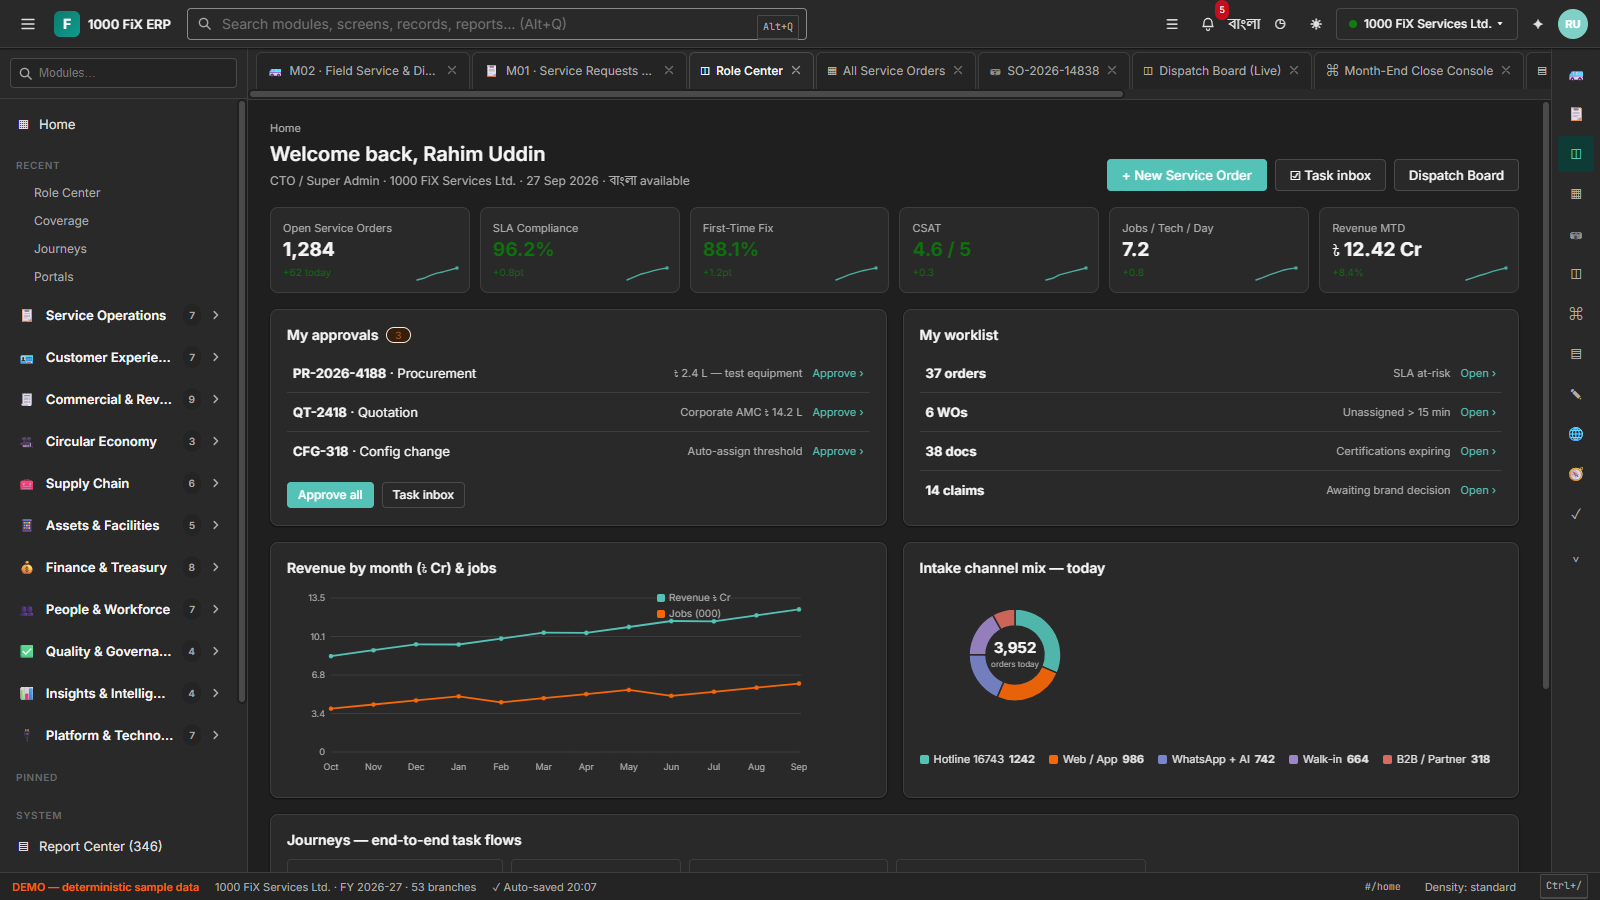 F 1000 FiX ERP
Search modules, screens, records, reports... (Alt+Q)
Alt+Q
5
বাংলা
1000 FiX Services Ltd.
RU
Modules...
M02 · Field Service & Di...
M01 · Service Requests ...
Role Center
All Service Orders
SO-2026-14838
Dispatch Board (Live)
Month-End Close Console
Home
RECENT
Role Center
Coverage
Journeys
Portals
Service Operations 7
Customer Experie... 7
Commercial & Rev... 9
Circular Economy 3
Supply Chain 6
Assets & Facilities 5
Finance & Treasury 8
People & Workforce 7
Quality & Governa... 4
Insights & Intellig... 4
Platform & Techno... 7
PINNED
SYSTEM
Report Center (346)
Home
Welcome back, Rahim Uddin
CTO / Super Admin · 1000 FiX Services Ltd. · 27 Sep 2026 · বাংলা available
+ New Service Order
Task inbox
Dispatch Board
Open Service Orders
1,284
+62 today
SLA Compliance
96.2%
+0.8pt
First-Time Fix
88.1%
+1.2pt
CSAT
4.6 / 5
+0.3
Jobs / Tech / Day
7.2
+0.8
Revenue MTD
৳ 12.42 Cr
+8.4%
My approvals 3
PR-2026-4188 · Procurement ৳ 2.4 L — test equipment Approve ›
QT-2418 · Quotation Corporate AMC ৳ 14.2 L Approve ›
CFG-318 · Config change Auto-assign threshold Approve ›
Approve all
Task inbox
My worklist
37 orders SLA at-risk Open ›
6 WOs Unassigned > 15 min Open ›
38 docs Certifications expiring Open ›
14 claims Awaiting brand decision Open ›
Revenue by month (৳ Cr) & jobs
Revenue ৳ Cr
Jobs (000)
13.5
10.1
6.8
3.4
0
Oct Nov Dec Jan Feb Mar Apr May Jun Jul Aug Sep
Intake channel mix — today
3,952
orders today
Hotline 16743 1242 Web / App 986 WhatsApp + AI 742 Walk-in 664 B2B / Partner 318
Journeys — end-to-end task flows
DEMO — deterministic sample data
1000 FiX Services Ltd. · FY 2026-27 · 53 branches
✓ Auto-saved 20:07
#/home
Density: standard
Ctrl+/